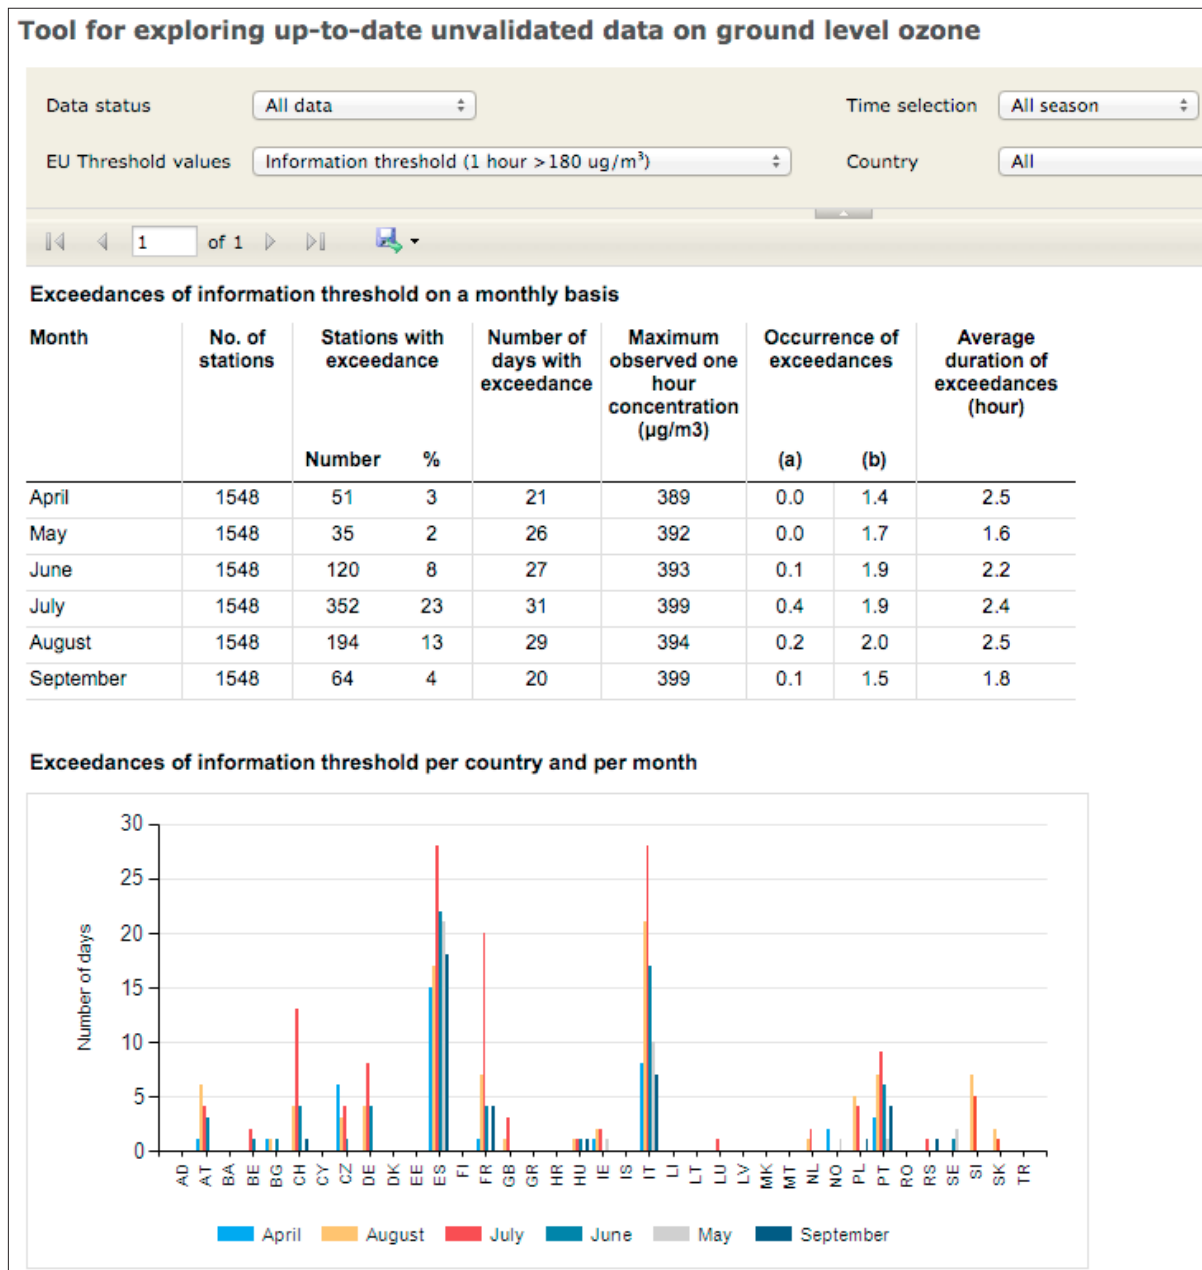 Tool for exploring up-to-date unvalidated data on ground level ozone
Data status All data Time selection All season
EU Threshold values Information threshold (1 hour >180 ug/m³) Country All
1 of 1
Exceedances of information threshold on a monthly basis
Month No. of stations Stations with exceedance Number of days with exceedance Maximum observed one hour concentration (µg/m3) Occurrence of exceedances Average duration of exceedances (hour)
Number % (a) (b)
April 1548 51 3 21 389 0.0 1.4 2.5
May 1548 35 2 26 392 0.0 1.7 1.6
June 1548 120 8 27 393 0.1 1.9 2.2
July 1548 352 23 31 399 0.4 1.9 2.4
August 1548 194 13 29 394 0.2 2.0 2.5
September 1548 64 4 20 399 0.1 1.5 1.8
Exceedances of information threshold per country and per month
Number of days
30
25
20
15
10
5
0
AD AT BA BE BG CH CY CZ DE DK EE ES FI FR GB GR HR HU IE IS IT LI LT LU LV MK MT NL NO PL PT RO RS SE SI SK TR
April August July June May September